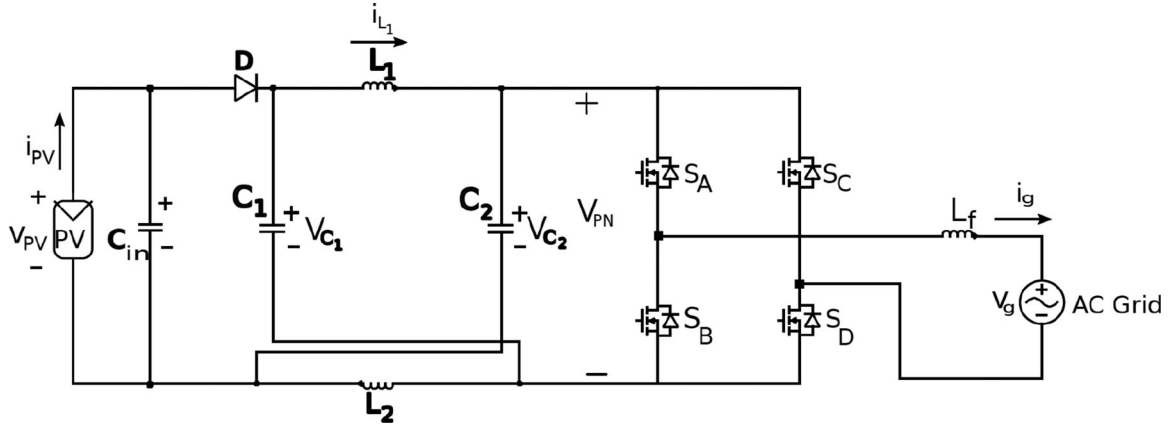 i_L₁
D
L₁
+
i_PV
S_A
S_C
C₁
C₂
+
+
+
+
V_C₁
V_C₂
V_PN
v_PV
PV
C_in
−
−
−
−
L_f
i_g
S_B
S_D
v_g
+
−
AC Grid
−
L₂